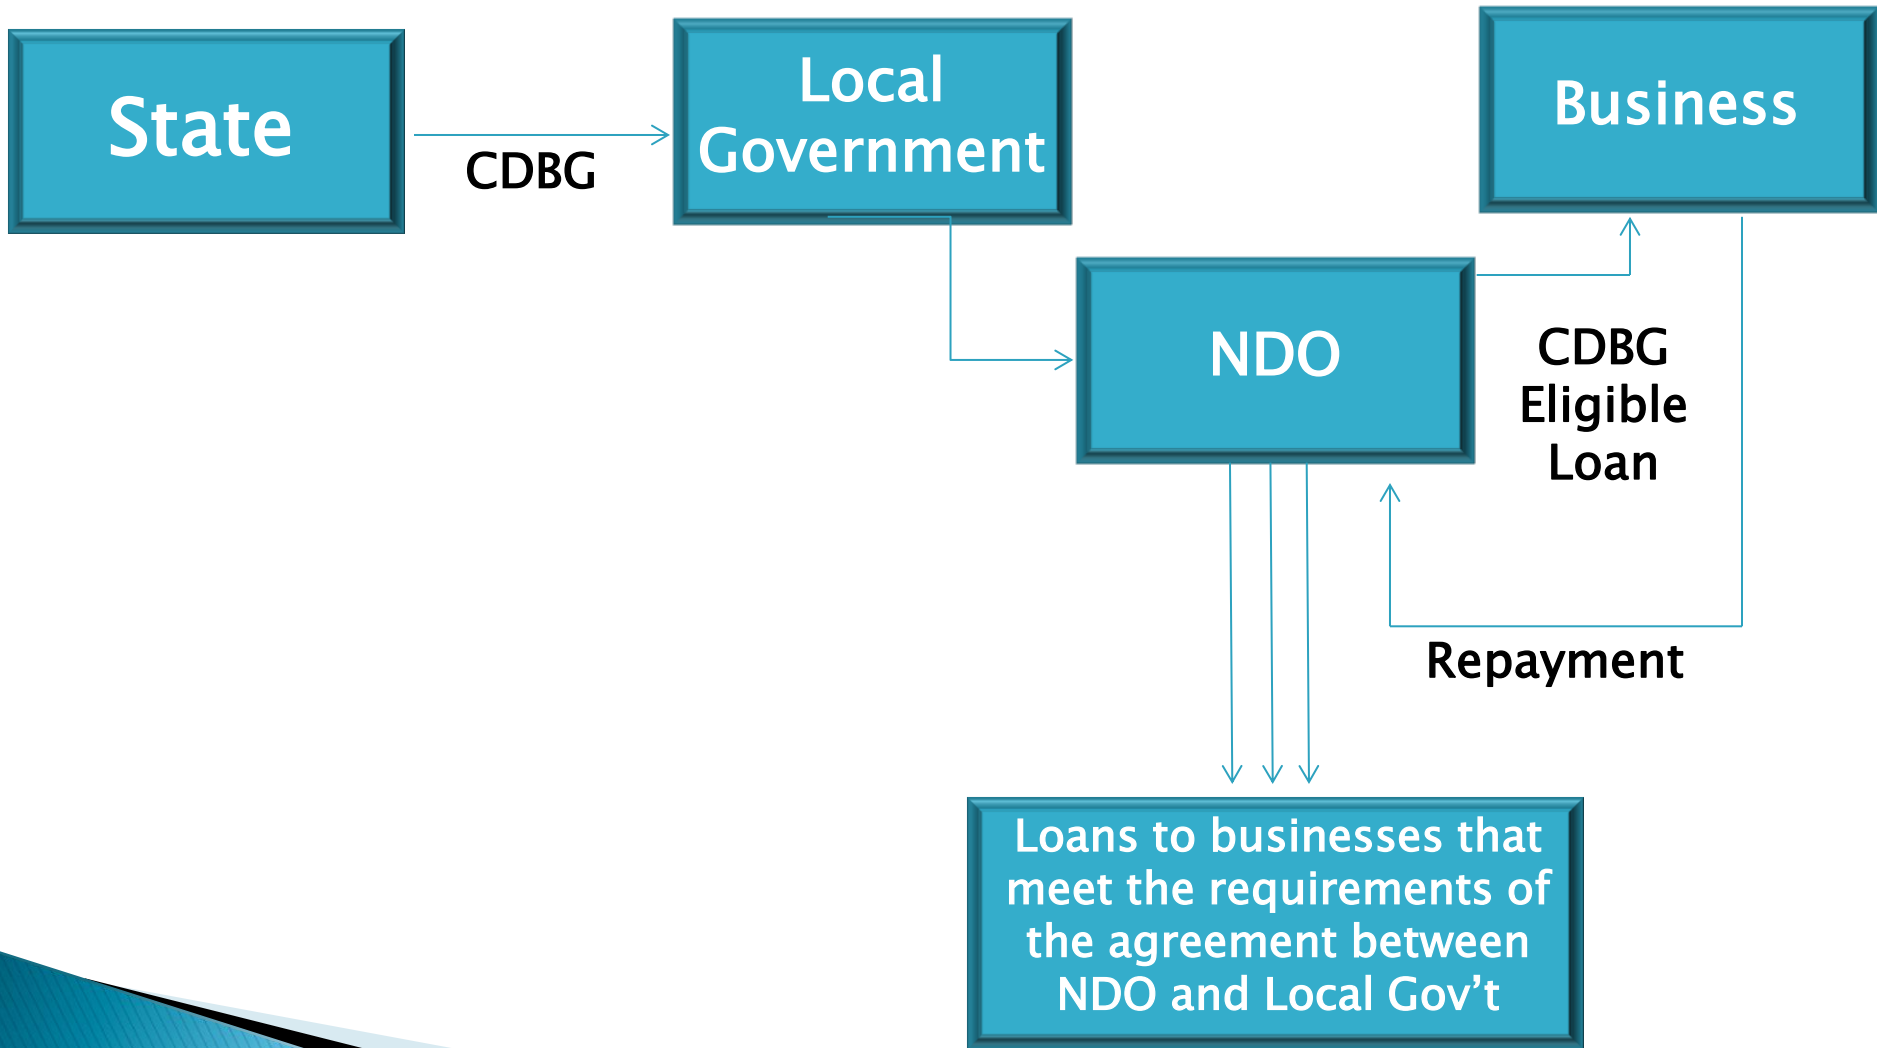 State
CDBG
Local
Government
Business
NDO
CDBG
Eligible
Loan
Repayment
Loans to businesses that
meet the requirements of
the agreement between
NDO and Local Gov’t